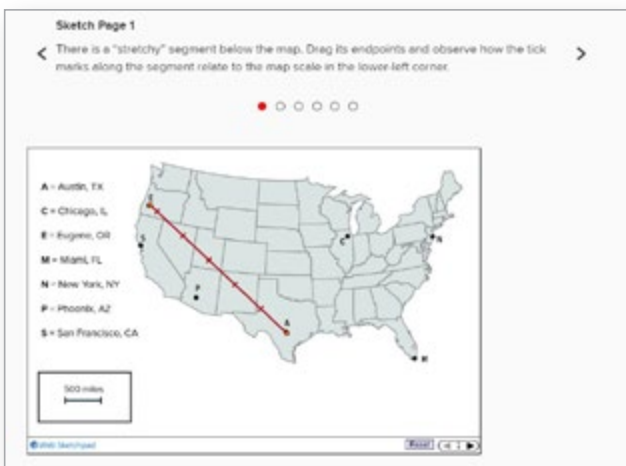 Sketch Page 1
There is a "stretchy" segment below the map. Drag its endpoints and observe how the tick
marks along the segment relate to the map scale in the lower-left corner.
A = Austin, TX
C = Chicago, IL
E = Eugene, OR
M = Miami, FL
N = New York, NY
P = Phoenix, AZ
S = San Francisco, CA
E
S
C
N
P
A
M
500 miles
Web Sketchpad
Reset